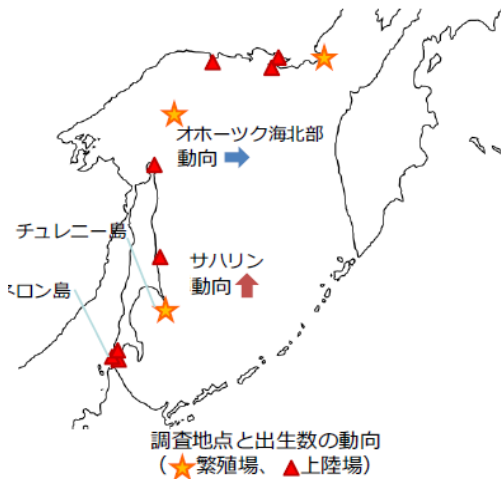 オホーツク海北部
動向
チュレニー島
サハリン
動向
ネロン島
調査地点と出生数の動向
（繁殖場、上陸場）